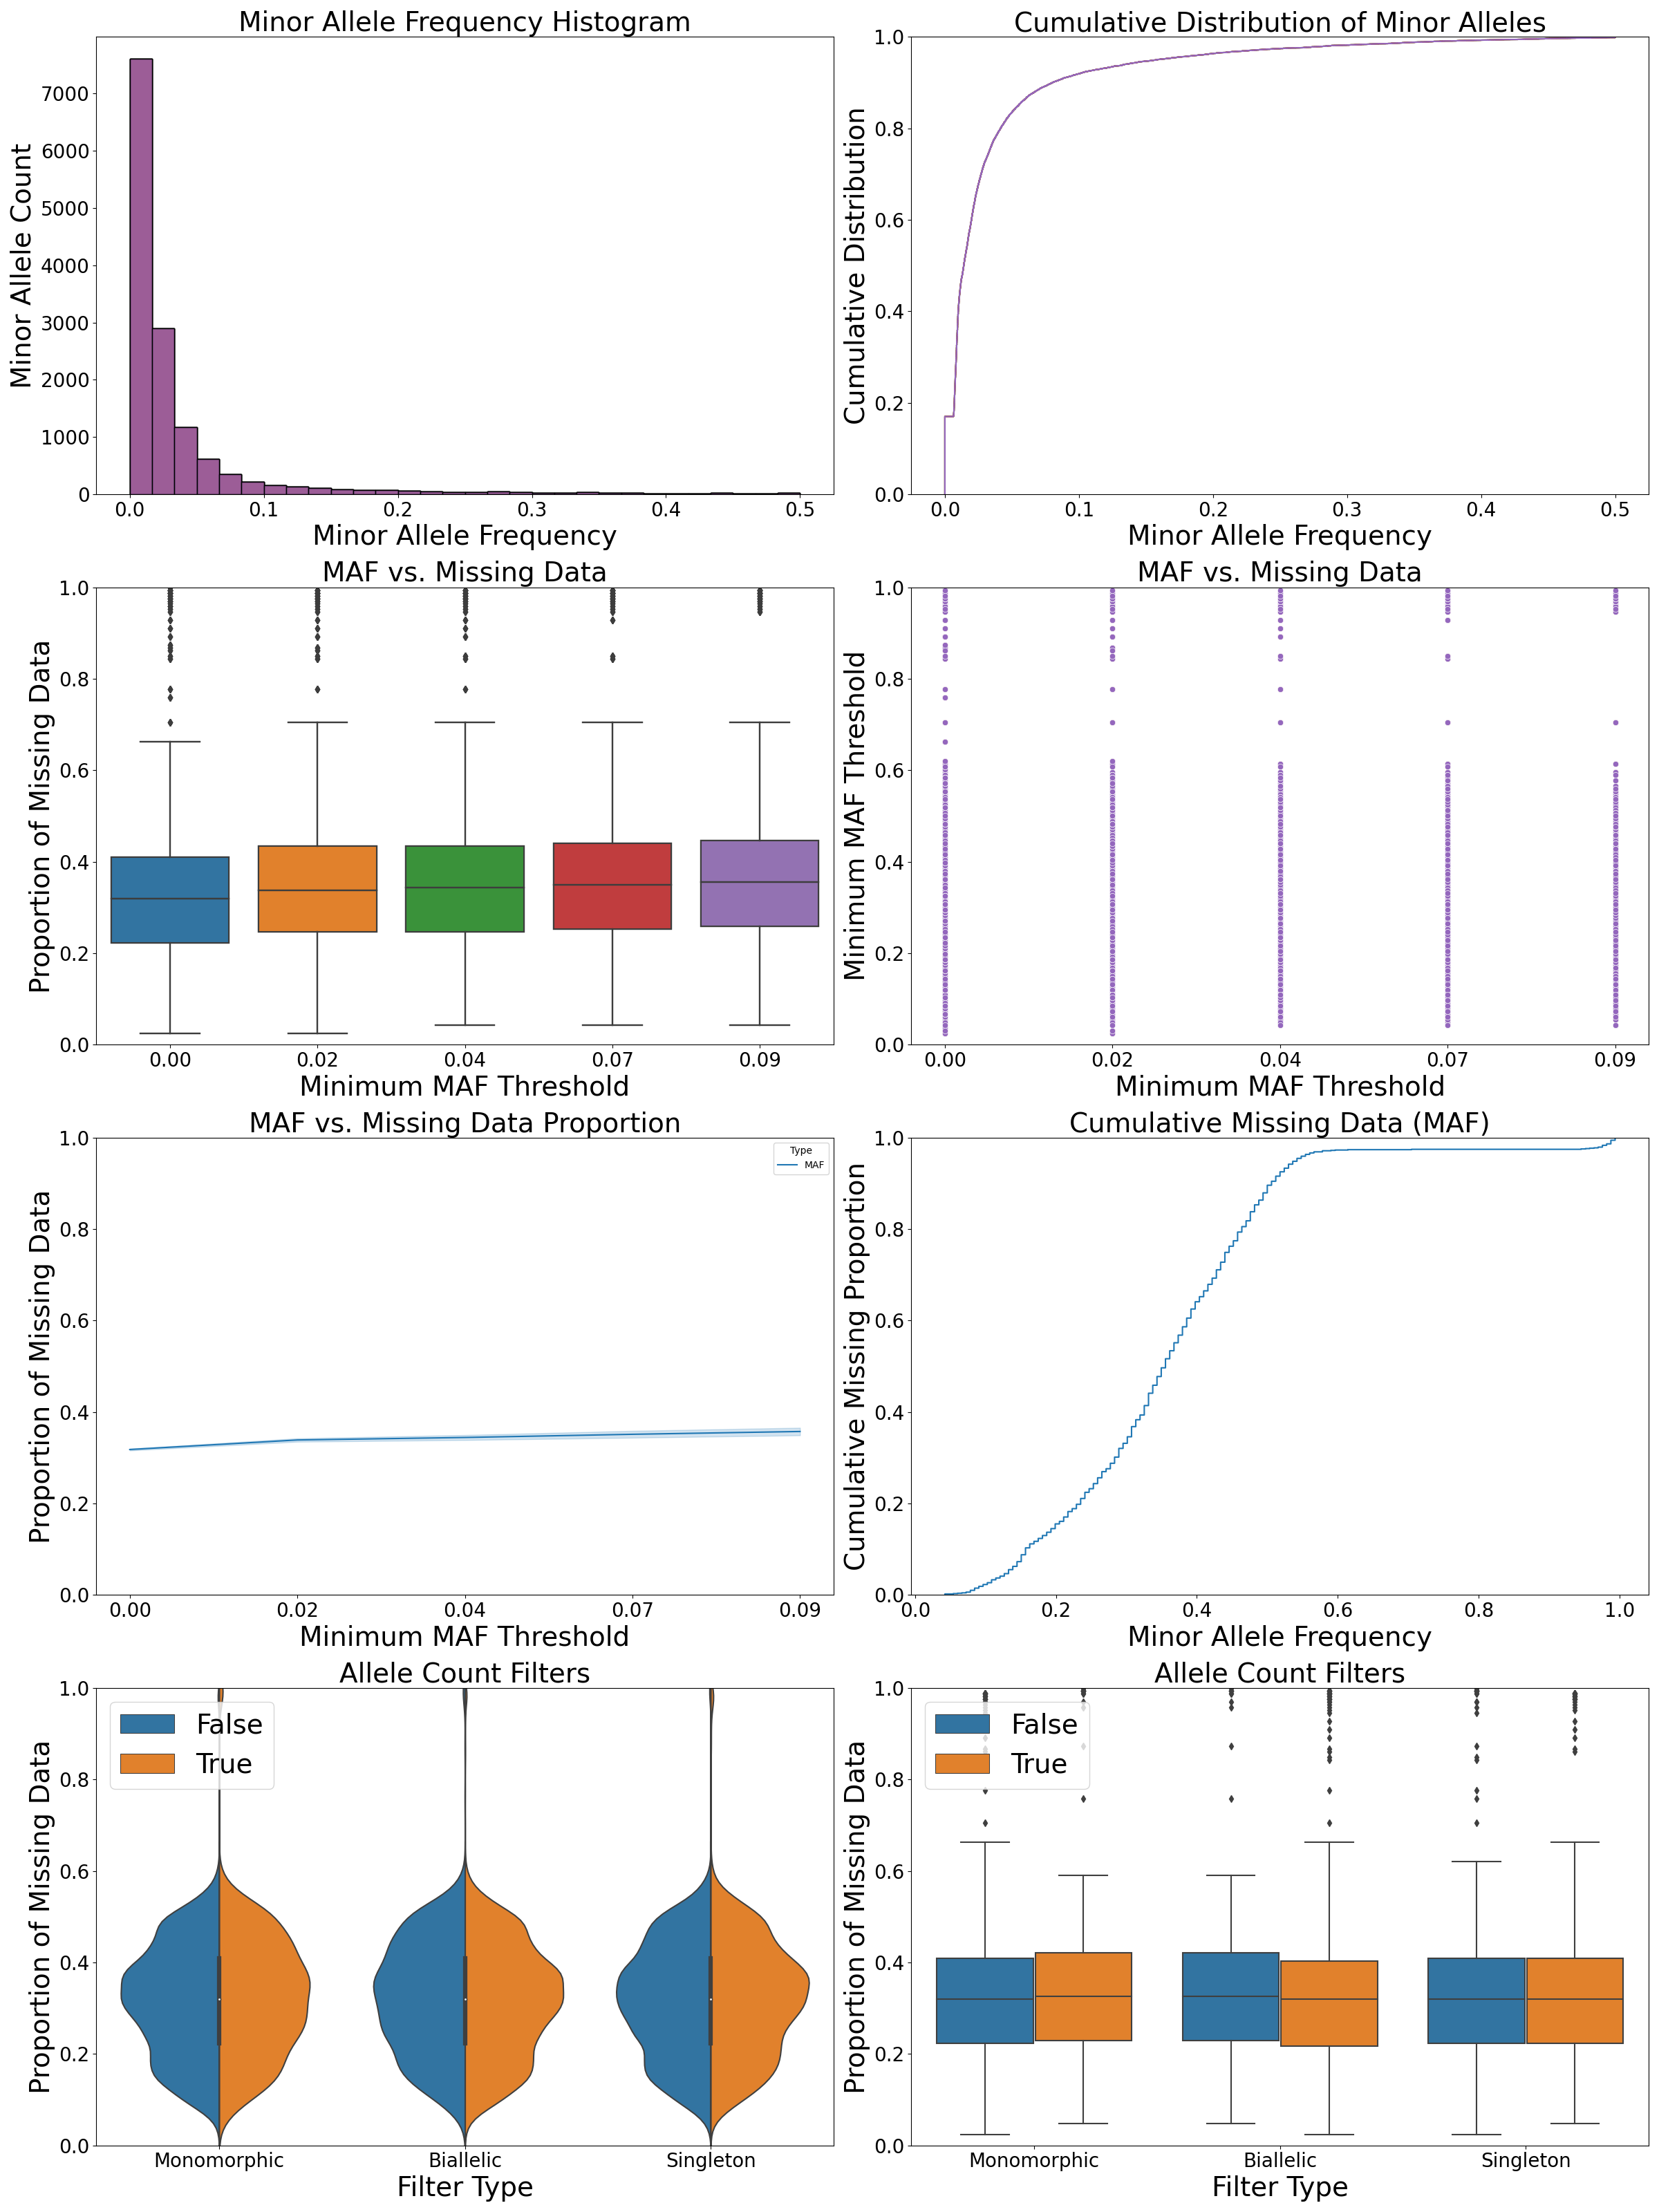 Minor Allele Frequency Histogram
Minor Allele Count
7000
6000
5000
4000
3000
2000
1000
0
0.0 0.1 0.2 0.3 0.4 0.5
Minor Allele Frequency
Cumulative Distribution of Minor Alleles
Cumulative Distribution
1.0
0.8
0.6
0.4
0.2
0.0
0.0 0.1 0.2 0.3 0.4 0.5
Minor Allele Frequency
MAF vs. Missing Data
Proportion of Missing Data
1.0
0.8
0.6
0.4
0.2
0.0
0.00 0.02 0.04 0.07 0.09
Minimum MAF Threshold
MAF vs. Missing Data
Minimum MAF Threshold
1.0
0.8
0.6
0.4
0.2
0.0
0.00 0.02 0.04 0.07 0.09
Minimum MAF Threshold
MAF vs. Missing Data Proportion
Proportion of Missing Data
1.0
0.8
0.6
0.4
0.2
0.0
Type
MAF
0.00 0.02 0.04 0.07 0.09
Minimum MAF Threshold
Cumulative Missing Data (MAF)
Cumulative Missing Proportion
1.0
0.8
0.6
0.4
0.2
0.0
0.0 0.2 0.4 0.6 0.8 1.0
Minor Allele Frequency
Allele Count Filters
Proportion of Missing Data
1.0
0.8
0.6
0.4
0.2
0.0
False
True
Monomorphic Biallelic Singleton
Filter Type
Allele Count Filters
Proportion of Missing Data
1.0
0.8
0.6
0.4
0.2
0.0
False
True
Monomorphic Biallelic Singleton
Filter Type